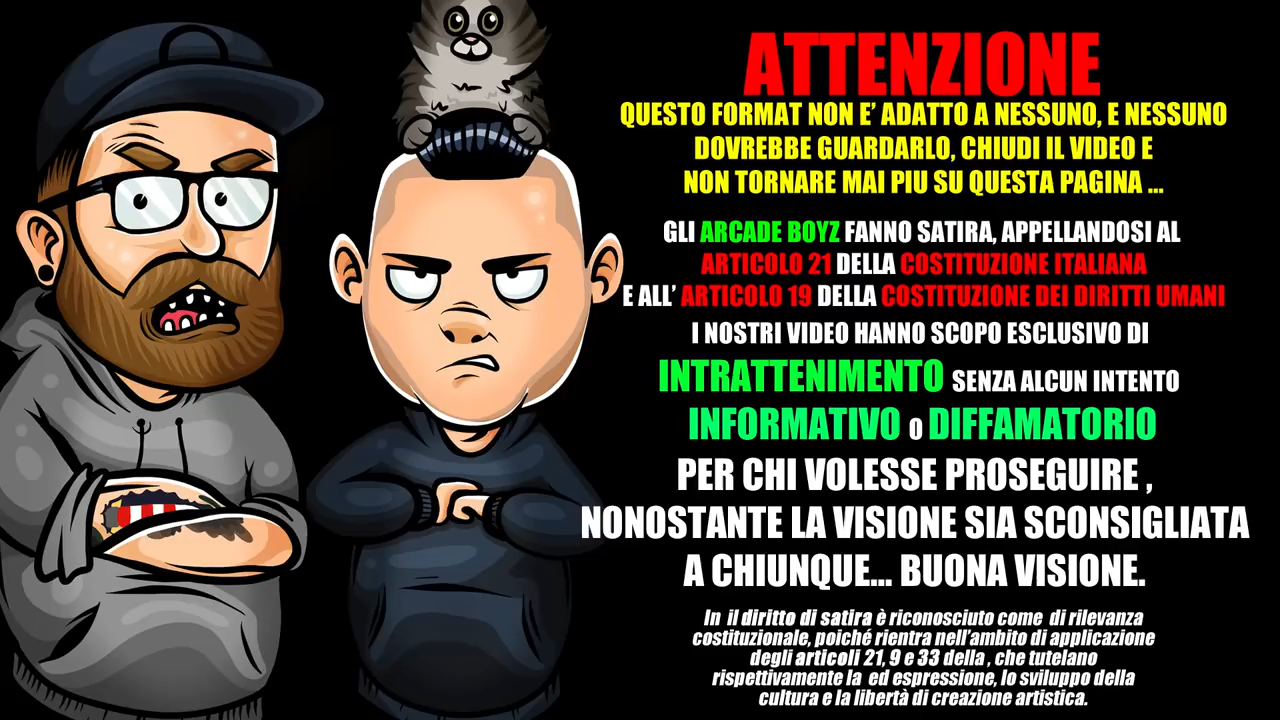 ATTENZIONE
QUESTO FORMAT NON E' ADATTO A NESSUNO, E NESSUNO
DOVREBBE GUARDARLO, CHIUDI IL VIDEO E
NON TORNARE MAI PIU SU QUESTA PAGINA ...
GLI ARCADE BOYZ FANNO SATIRA, APPELLANDOSI AL
ARTICOLO 21 DELLA COSTITUZIONE ITALIANA
E ALL' ARTICOLO 19 DELLA COSTITUZIONE DEI DIRITTI UMANI
I NOSTRI VIDEO HANNO SCOPO ESCLUSIVO DI
INTRATTENIMENTO SENZA ALCUN INTENTO
INFORMATIVO O DIFFAMATORIO
PER CHI VOLESSE PROSEGUIRE ,
NONOSTANTE LA VISIONE SIA SCONSIGLIATA
A CHIUNQUE... BUONA VISIONE.
In il diritto di satira è riconosciuto come di rilevanza
costituzionale, poiché rientra nell'ambito di applicazione
degli articoli 21, 9 e 33 della , che tutelano
rispettivamente la ed espressione, lo sviluppo della
cultura e la libertà di creazione artistica.